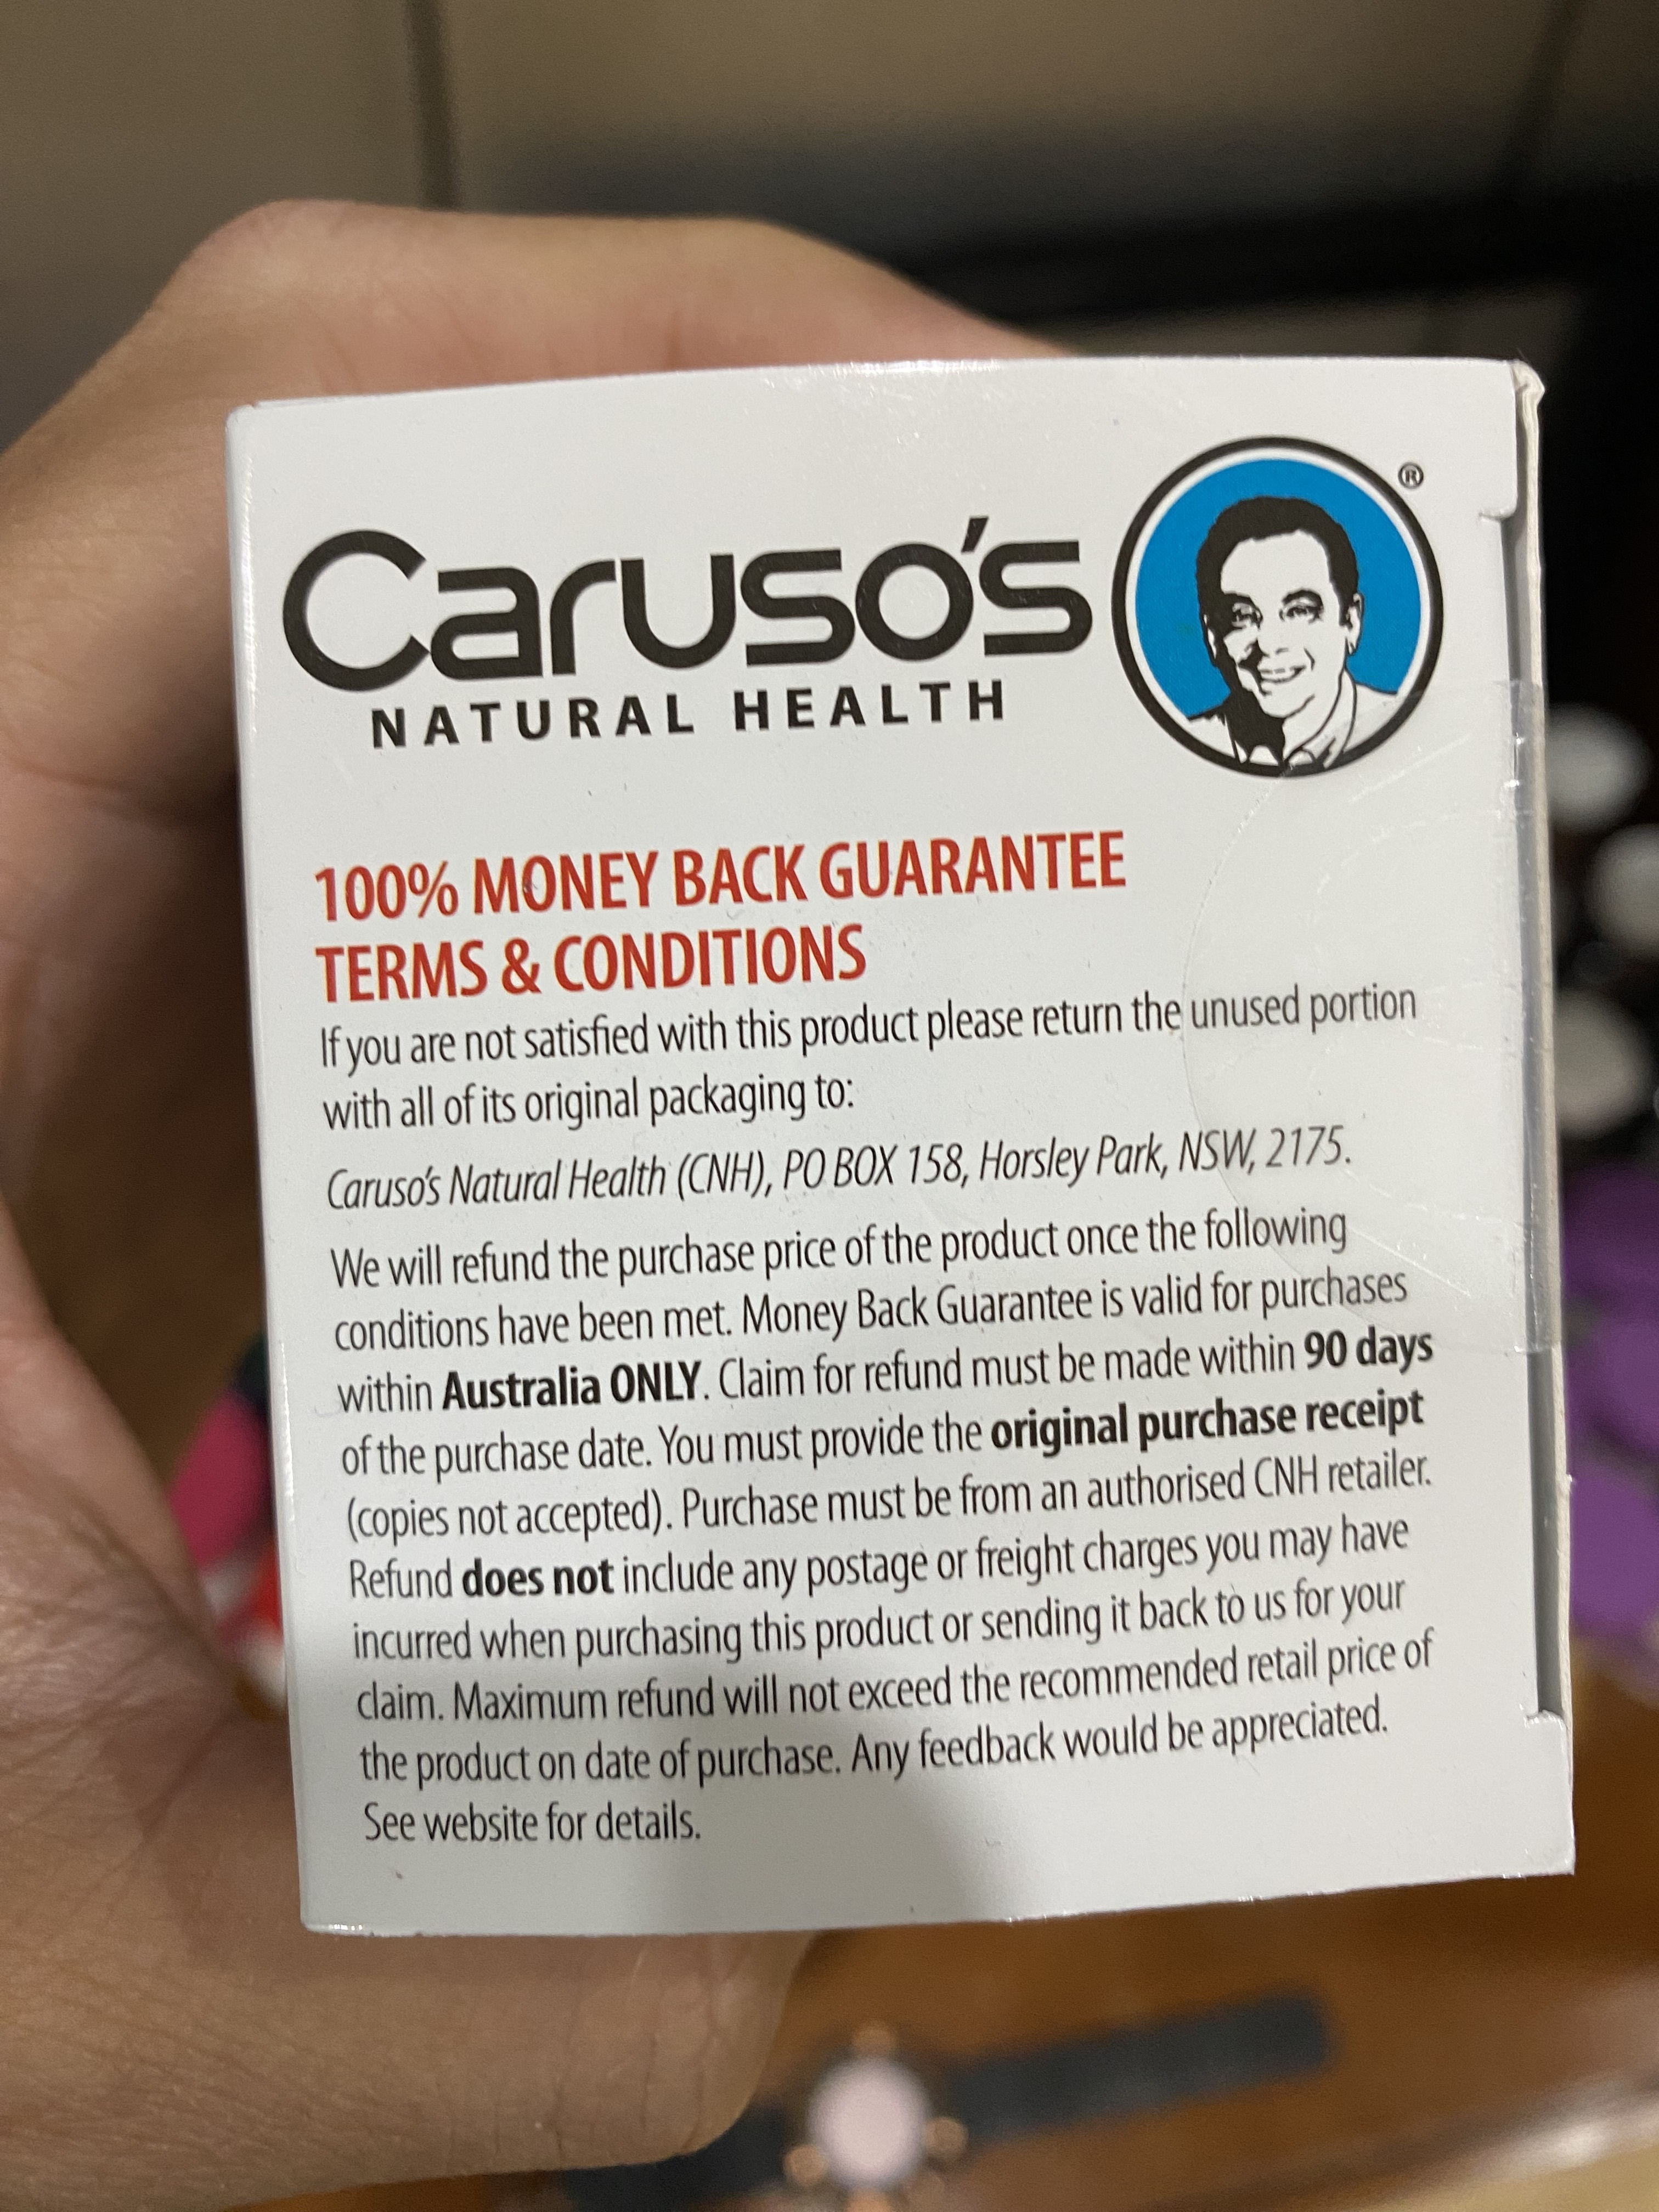 Caruso's
®
NATURAL HEALTH
100% MONEY BACK GUARANTEE
TERMS & CONDITIONS
If you are not satisfied with this product please return the unused portion
with all of its original packaging to:
Caruso's Natural Health (CNH), PO BOX 158, Horsley Park, NSW, 2175.
We will refund the purchase price of the product once the following
conditions have been met. Money Back Guarantee is valid for purchases
within Australia ONLY. Claim for refund must be made within 90 days
of the purchase date. You must provide the original purchase receipt
(copies not accepted). Purchase must be from an authorised CNH retailer.
Refund does not include any postage or freight charges you may have
incurred when purchasing this product or sending it back to us for your
claim. Maximum refund will not exceed the recommended retail price of
the product on date of purchase. Any feedback would be appreciated.
See website for details.